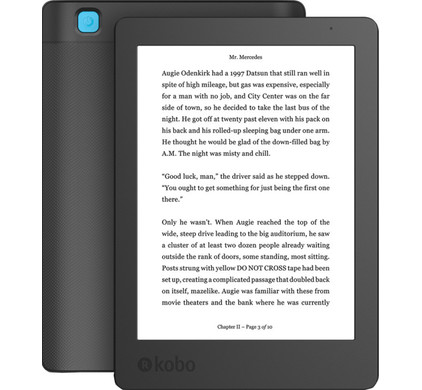 Mr. Mercedes
Augie Odenkirk had a 1997 Datsun that still ran well in
spite of high mileage, but gas was expensive, especially
for a man with no job, and City Center was on the far
side of town, so he decided to take the last bus of the
night. He got off at twenty past eleven with his pack on
his back and his rolled-up sleeping bag under one arm.
He thought he would be glad of the down-filled bag by
A.M. The night was misty and chill.
“Good luck, man,” the driver said as he stepped down.
“You ought to get something for just being the first one
there.”
Only he wasn’t. When Augie reached the top of the
wide, steep drive leading to the big auditorium, he saw
a cluster of at least two dozen people already waiting
outside the rank of doors, some standing, most sitting.
Posts strung with yellow DO NOT CROSS tape had been
set up, creating a complicated passage that doubled back
on itself, mazelike. Augie was familiar with these from
movie theaters and the bank where he was currently
Chapter II – Page 3 of 10
kobo